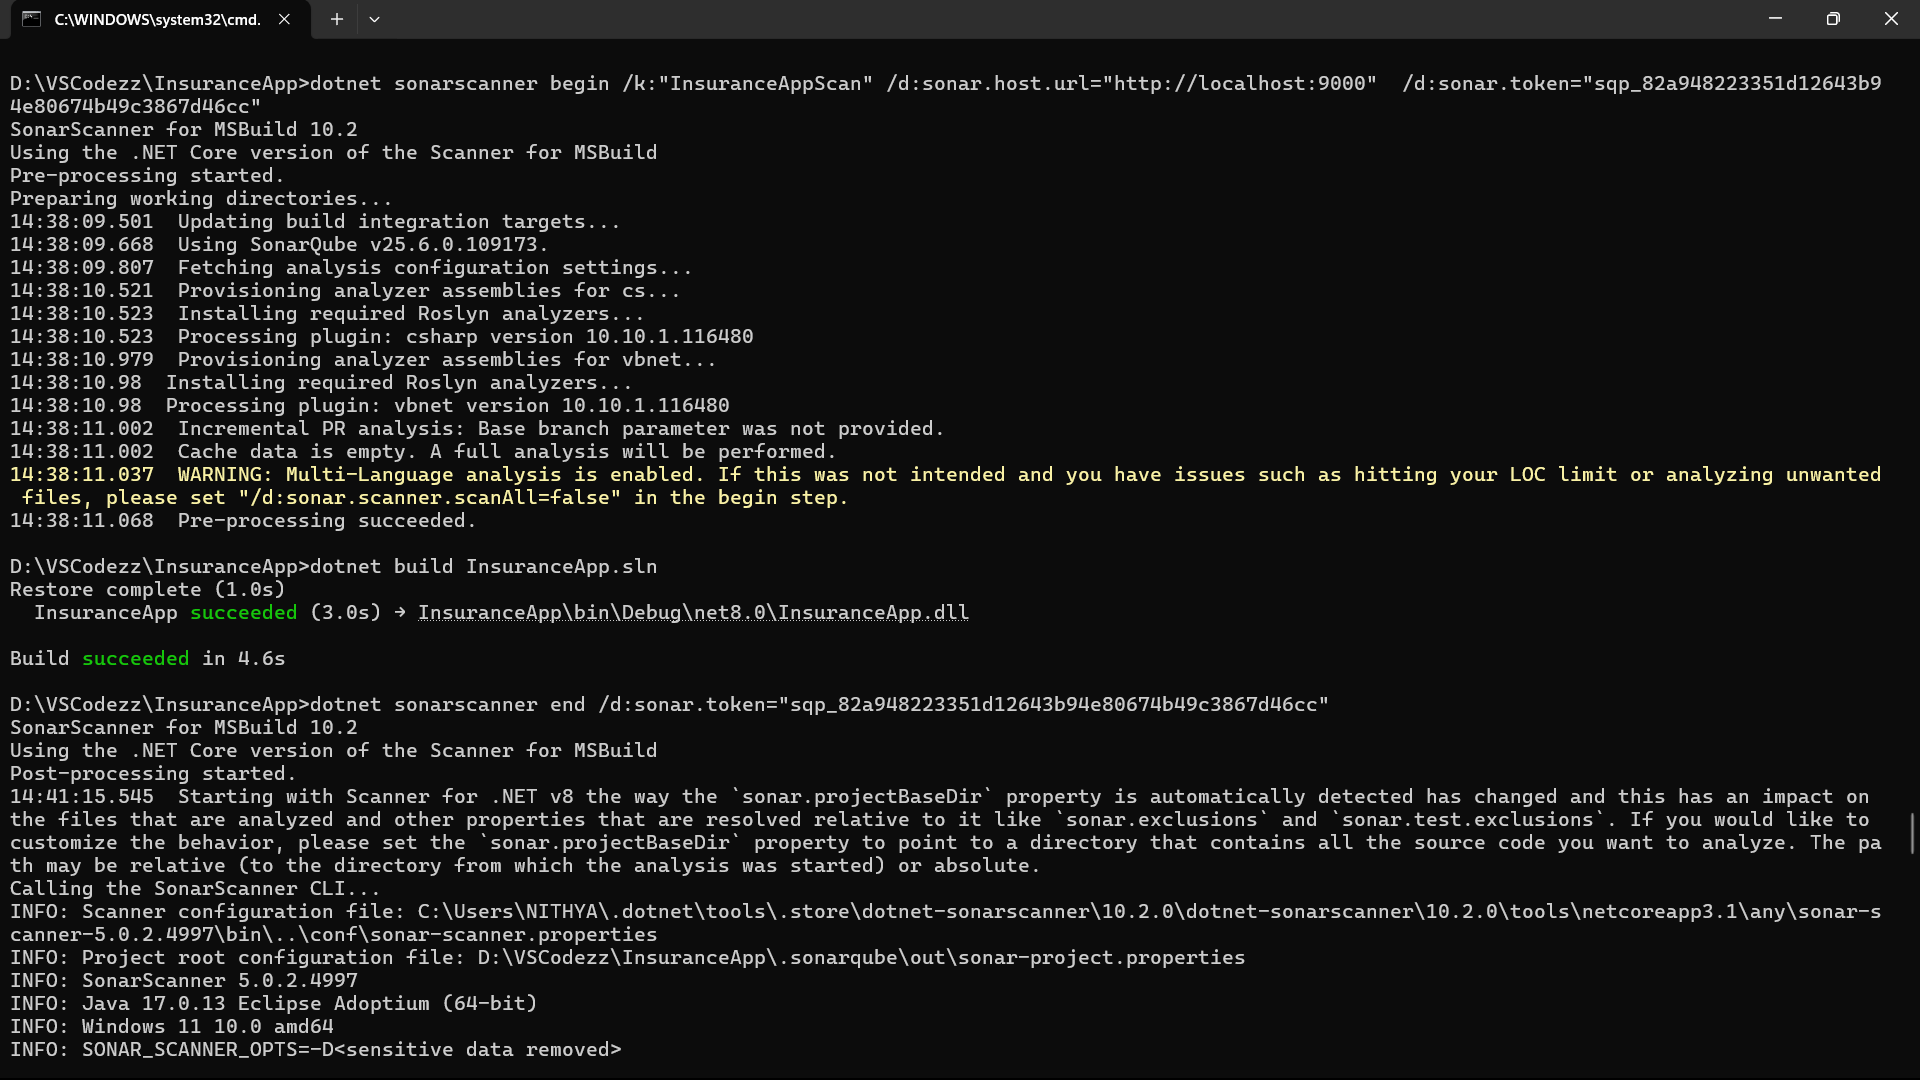 C:\WINDOWS\system32\cmd.
D:\VSCodezz\InsuranceApp>dotnet sonarscanner begin /k:"InsuranceAppScan" /d:sonar.host.url="http://localhost:9000"  /d:sonar.token="sqp_82a948223351d12643b9
4e80674b49c3867d46cc"
SonarScanner for MSBuild 10.2
Using the .NET Core version of the Scanner for MSBuild
Pre-processing started.
Preparing working directories...
14:38:09.501  Updating build integration targets...
14:38:09.668  Using SonarQube v25.6.0.109173.
14:38:09.807  Fetching analysis configuration settings...
14:38:10.521  Provisioning analyzer assemblies for cs...
14:38:10.523  Installing required Roslyn analyzers...
14:38:10.523  Processing plugin: csharp version 10.10.1.116480
14:38:10.979  Provisioning analyzer assemblies for vbnet...
14:38:10.98  Installing required Roslyn analyzers...
14:38:10.98  Processing plugin: vbnet version 10.10.1.116480
14:38:11.002  Incremental PR analysis: Base branch parameter was not provided.
14:38:11.002  Cache data is empty. A full analysis will be performed.
14:38:11.037  WARNING: Multi-Language analysis is enabled. If this was not intended and you have issues such as hitting your LOC limit or analyzing unwanted
 files, please set "/d:sonar.scanner.scanAll=false" in the begin step.
14:38:11.068  Pre-processing succeeded.
D:\VSCodezz\InsuranceApp>dotnet build InsuranceApp.sln
Restore complete (1.0s)
  InsuranceApp succeeded (3.0s) → InsuranceApp\bin\Debug\net8.0\InsuranceApp.dll
Build succeeded in 4.6s
D:\VSCodezz\InsuranceApp>dotnet sonarscanner end /d:sonar.token="sqp_82a948223351d12643b94e80674b49c3867d46cc"
SonarScanner for MSBuild 10.2
Using the .NET Core version of the Scanner for MSBuild
Post-processing started.
14:41:15.545  Starting with Scanner for .NET v8 the way the `sonar.projectBaseDir` property is automatically detected has changed and this has an impact on
the files that are analyzed and other properties that are resolved relative to it like `sonar.exclusions` and `sonar.test.exclusions`. If you would like to
customize the behavior, please set the `sonar.projectBaseDir` property to point to a directory that contains all the source code you want to analyze. The pa
th may be relative (to the directory from which the analysis was started) or absolute.
Calling the SonarScanner CLI...
INFO: Scanner configuration file: C:\Users\NITHYA\.dotnet\tools\.store\dotnet-sonarscanner\10.2.0\dotnet-sonarscanner\10.2.0\tools\netcoreapp3.1\any\sonar-s
canner-5.0.2.4997\bin\..\conf\sonar-scanner.properties
INFO: Project root configuration file: D:\VSCodezz\InsuranceApp\.sonarqube\out\sonar-project.properties
INFO: SonarScanner 5.0.2.4997
INFO: Java 17.0.13 Eclipse Adoptium (64-bit)
INFO: Windows 11 10.0 amd64
INFO: SONAR_SCANNER_OPTS=-D<sensitive data removed>